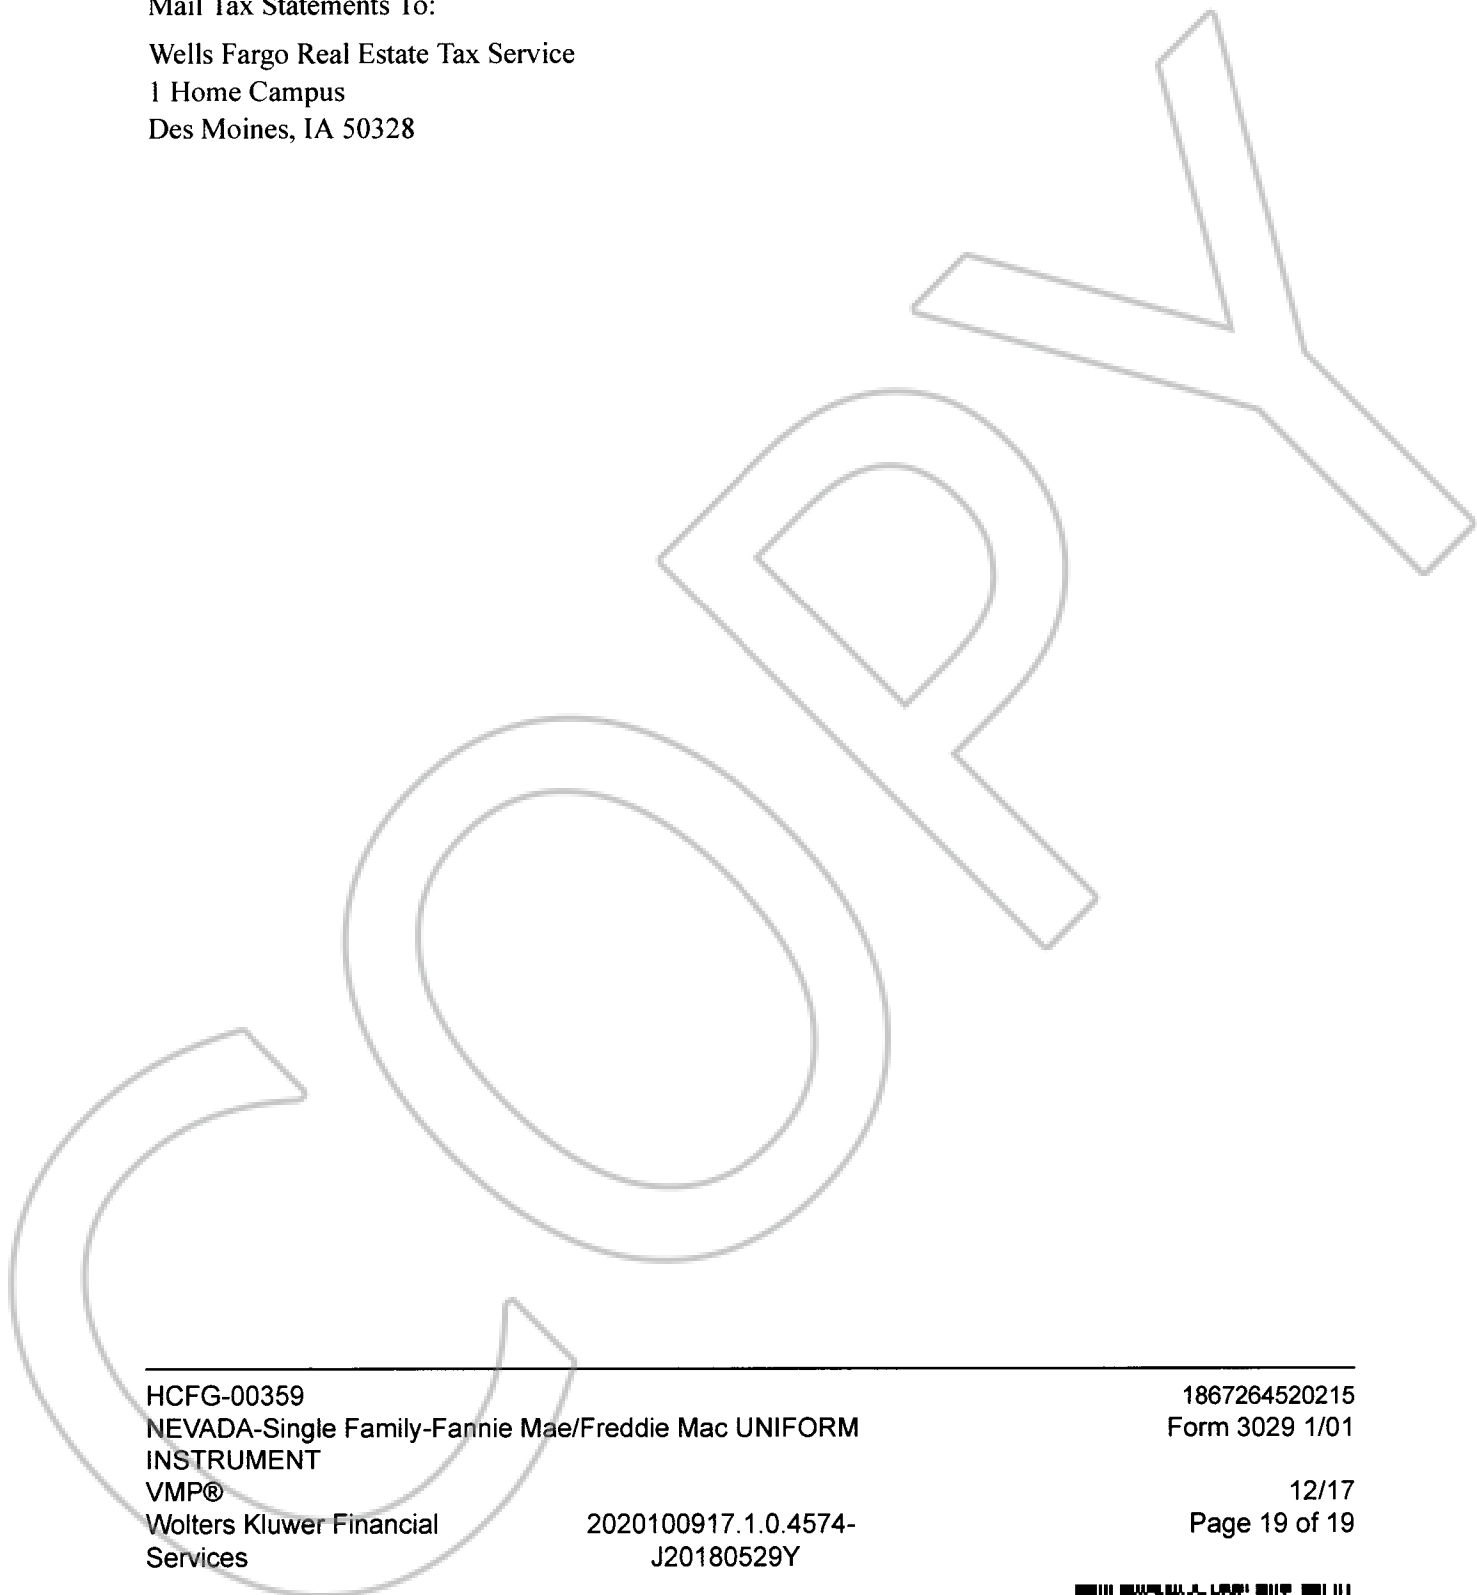 Mail Tax Statements To:
Wells Fargo Real Estate Tax Service
1 Home Campus
Des Moines, IA 50328
COPY
HCFG-00359 1867264520215
NEVADA-Single Family-Fannie Mae/Freddie Mac UNIFORM Form 3029 1/01
INSTRUMENT
VMP® 12/17
Wolters Kluwer Financial 2020100917.1.0.4574- Page 19 of 19
Services J20180529Y